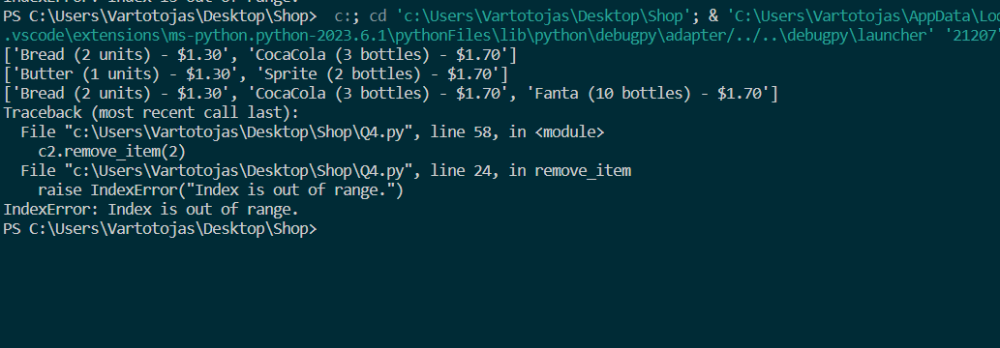 IndexError: Index is out of range.
PS C:\Users\Vartotojas\Desktop\Shop>  c:; cd 'c:\Users\Vartotojas\Desktop\Shop'; & 'C:\Users\Vartotojas\AppData\Loc
.vscode\extensions\ms-python.python-2023.6.1\pythonFiles\lib\python\debugpy\adapter/../..\debugpy\launcher' '21207'
['Bread (2 units) - $1.30', 'CocaCola (3 bottles) - $1.70']
['Butter (1 units) - $1.30', 'Sprite (2 bottles) - $1.70']
['Bread (2 units) - $1.30', 'CocaCola (3 bottles) - $1.70', 'Fanta (10 bottles) - $1.70']
Traceback (most recent call last):
  File "c:\Users\Vartotojas\Desktop\Shop\Q4.py", line 58, in <module>
    c2.remove_item(2)
  File "c:\Users\Vartotojas\Desktop\Shop\Q4.py", line 24, in remove_item
    raise IndexError("Index is out of range.")
IndexError: Index is out of range.
PS C:\Users\Vartotojas\Desktop\Shop>